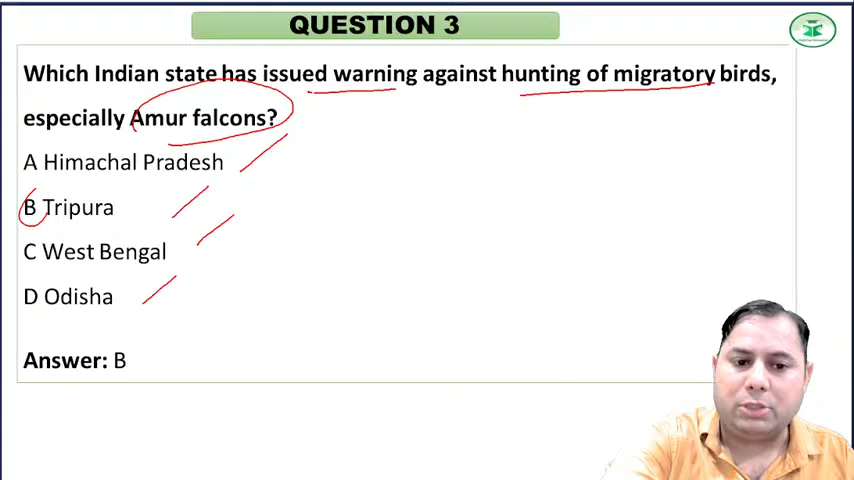 QUESTION 3
Which Indian state has issued warning against hunting of migratory birds,
especially Amur falcons?
A Himachal Pradesh
B Tripura
C West Bengal
D Odisha
Answer: B